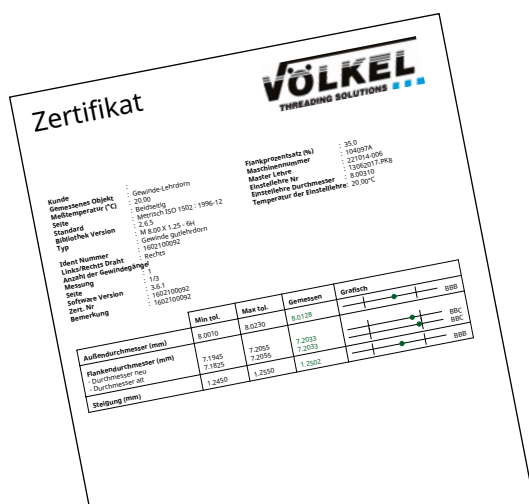 VÖLKEL
THREADING SOLUTIONS
Zertifikat
Kunde :
Gemessenes Objekt : Gewinde-Lehrdorn
Meßtemperatur (°C) : 20,00
Seite : Beidseitig
Standard : Metrisch ISO 1502 : 1996-12
Bibliothek Version : 2.6.5
Typ : M 8.00 X 1.25 - 6H
: Gewinde gutlehrdorn
Ident Nummer : 1602100092
Links/Rechts Draht : Rechts
Anzahl der Gewindegänge : 1
Messung : 1
Seite : 1/3
Software Version : 3.6.1
Zert. Nr : 1602100092
Bemerkung : 1602100092
Flankprozentsatz (%) : 35,0
Maschinennummer : 104097A
Master Lehre : 221014-006
Einstellehre Nr : 13062017-PK8
Einstellehre Durchmesser : 8.00310
Temperatur der Einstelllehre : 20,00°C
Min tol. Max tol. Gemessen Grafisch
Außendurchmesser (mm) 8.0010 8.0230 8.0128 BBB
Flankendurchmesser (mm)
- Durchmesser neu 7.1945 7.2055 7.2033 BBC
- Durchmesser alt 7.1825 7.2055 7.2033 BBC
Steigung (mm) 1.2450 1.2550 1.2502 BBB